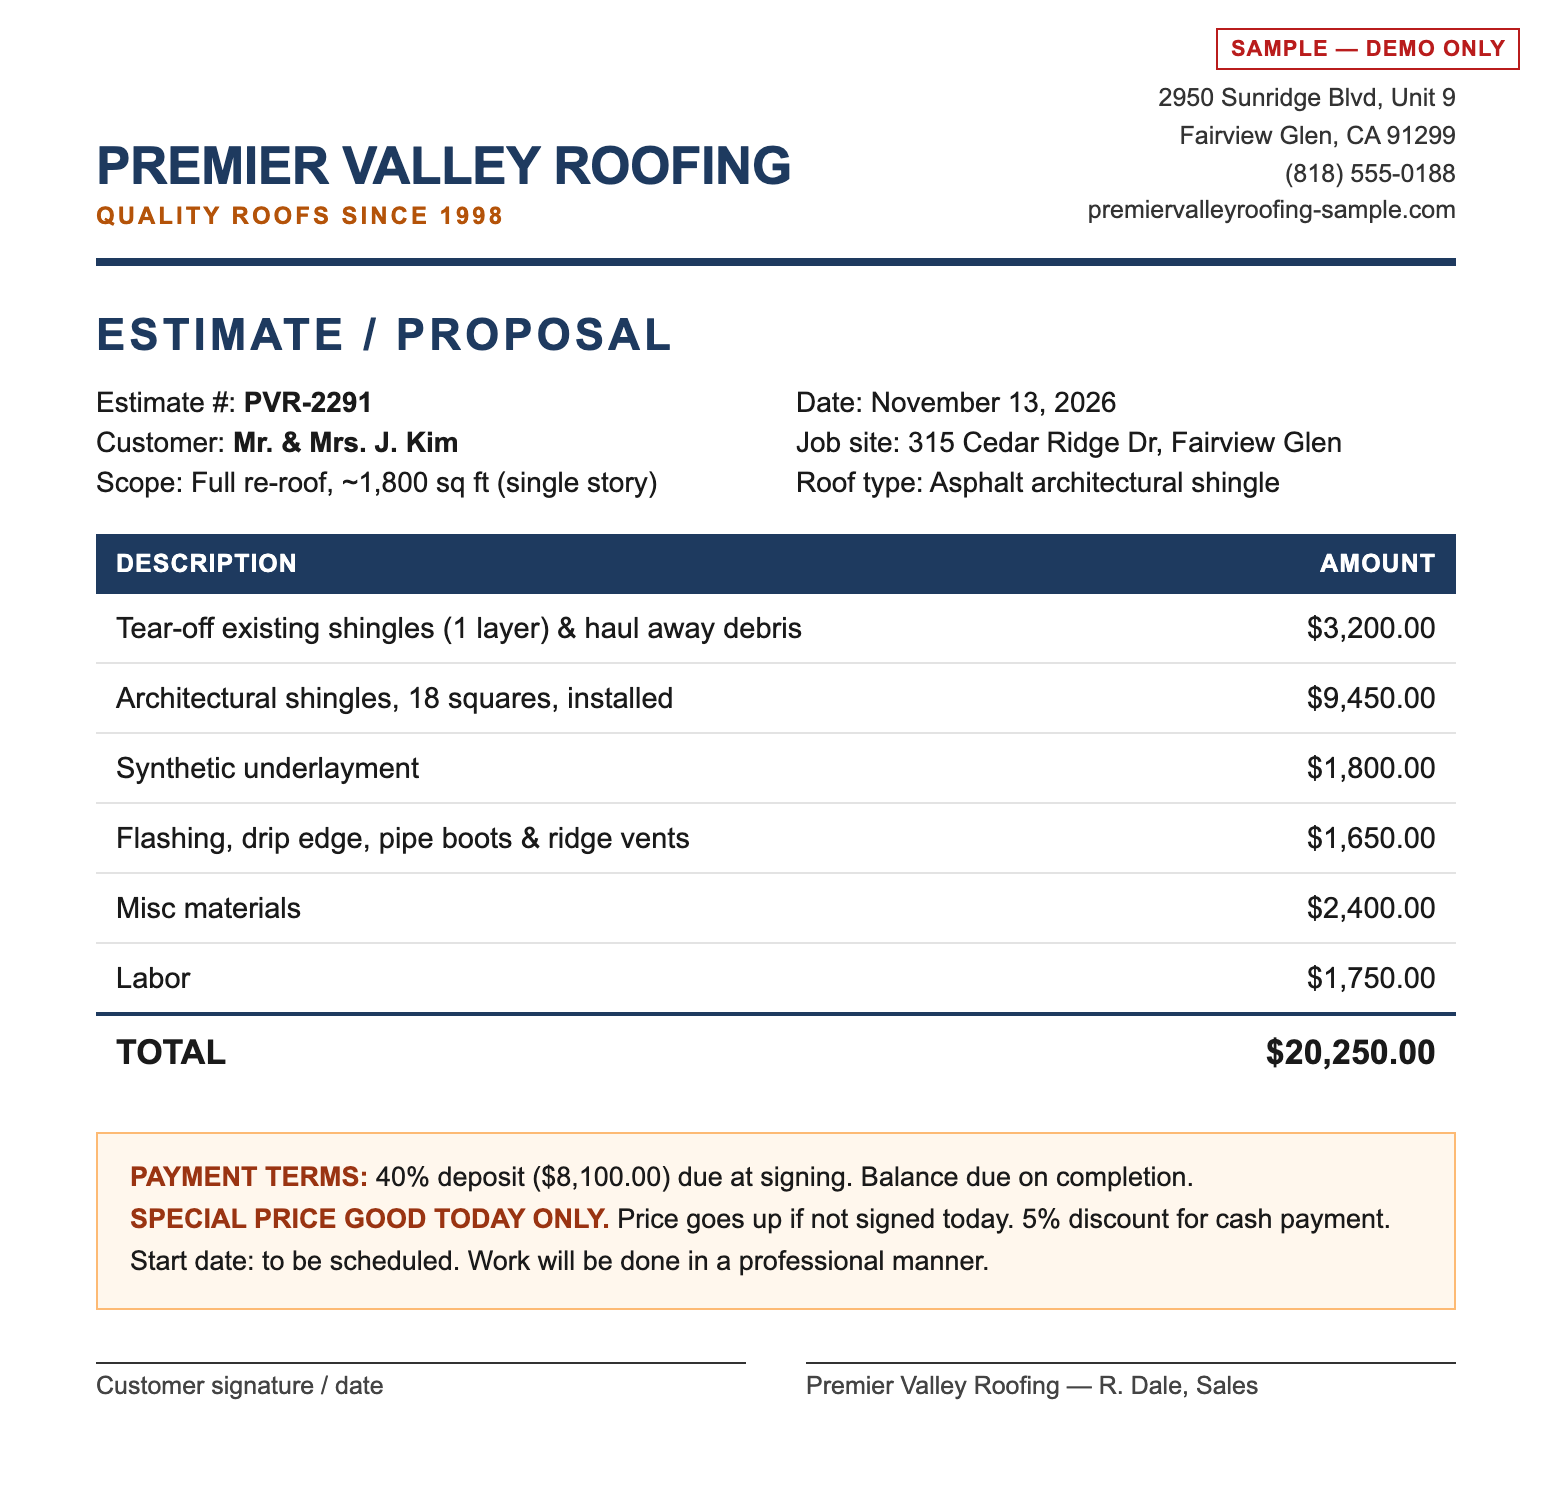 SAMPLE — DEMO ONLY
2950 Sunridge Blvd, Unit 9
Fairview Glen, CA 91299
(818) 555-0188
premiervalleyroofing-sample.com
PREMIER VALLEY ROOFING
QUALITY ROOFS SINCE 1998
ESTIMATE / PROPOSAL
Estimate #: PVR-2291
Date: November 13, 2026
Customer: Mr. & Mrs. J. Kim
Job site: 315 Cedar Ridge Dr, Fairview Glen
Scope: Full re-roof, ~1,800 sq ft (single story)
Roof type: Asphalt architectural shingle
DESCRIPTION AMOUNT
Tear-off existing shingles (1 layer) & haul away debris $3,200.00
Architectural shingles, 18 squares, installed $9,450.00
Synthetic underlayment $1,800.00
Flashing, drip edge, pipe boots & ridge vents $1,650.00
Misc materials $2,400.00
Labor $1,750.00
TOTAL $20,250.00
PAYMENT TERMS: 40% deposit ($8,100.00) due at signing. Balance due on completion.
SPECIAL PRICE GOOD TODAY ONLY. Price goes up if not signed today. 5% discount for cash payment.
Start date: to be scheduled. Work will be done in a professional manner.
Customer signature / date
Premier Valley Roofing — R. Dale, Sales